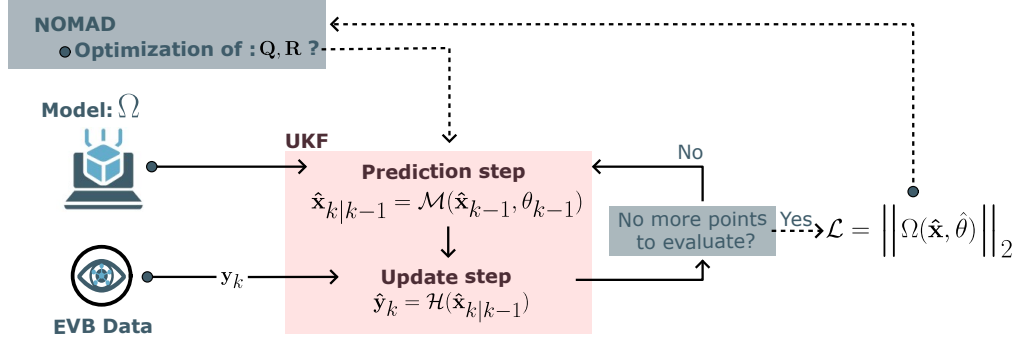 NOMAD
Optimization of : Q, R ?
Model: Ω
UKF
Prediction step
x̂_{k|k−1} = ℳ(x̂_{k−1}, θ_{k−1})
No
No more points
to evaluate?
Yes
ℒ = ||Ω(x̂, θ̂)||_2
y_k
Update step
ŷ_k = ℋ(x̂_{k|k−1})
EVB Data